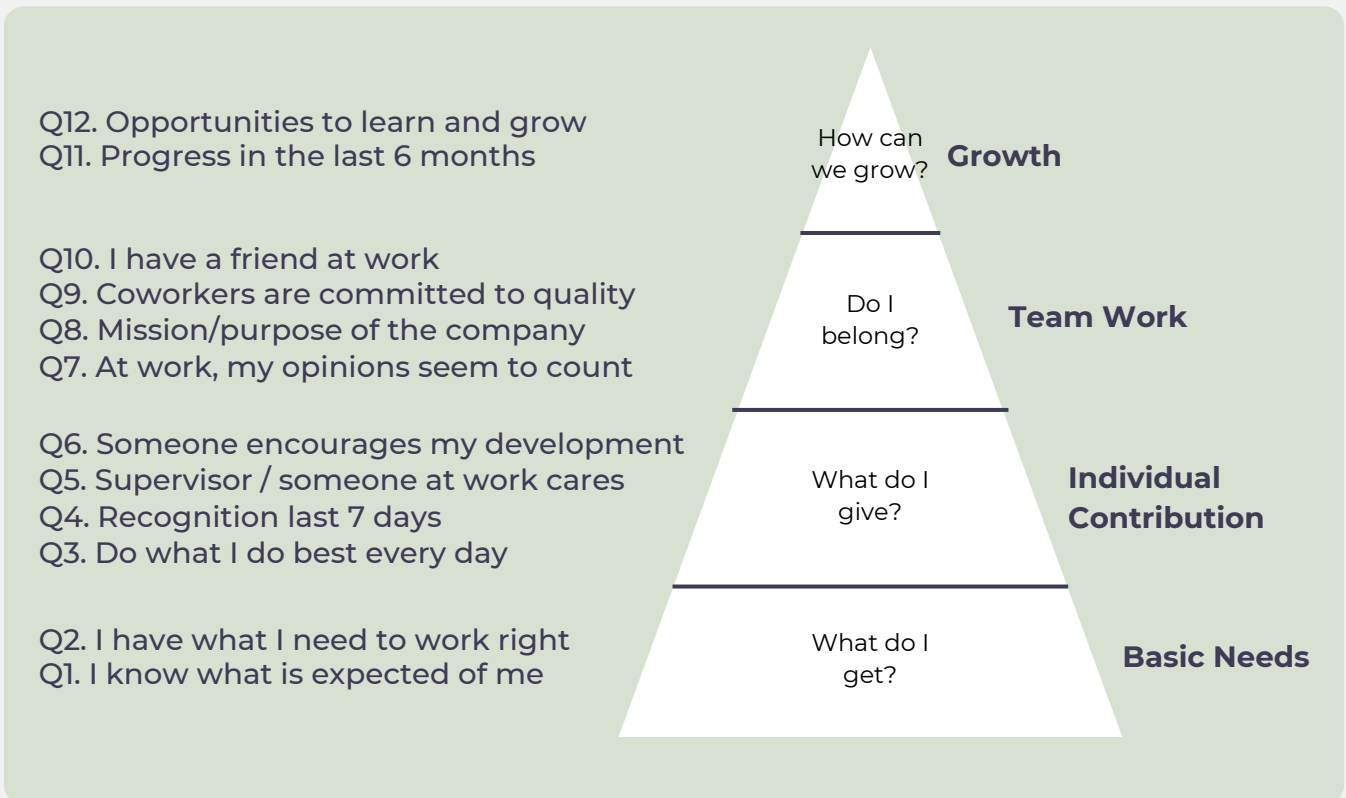 Q12. Opportunities to learn and grow
Q11. Progress in the last 6 months
How can
we grow?
Growth
Q10. I have a friend at work
Q9. Coworkers are committed to quality
Q8. Mission/purpose of the company
Q7. At work, my opinions seem to count
Do I
belong?
Team Work
Q6. Someone encourages my development
Q5. Supervisor / someone at work cares
Q4. Recognition last 7 days
Q3. Do what I do best every day
What do I
give?
Individual
Contribution
Q2. I have what I need to work right
Q1. I know what is expected of me
What do I
get?
Basic Needs